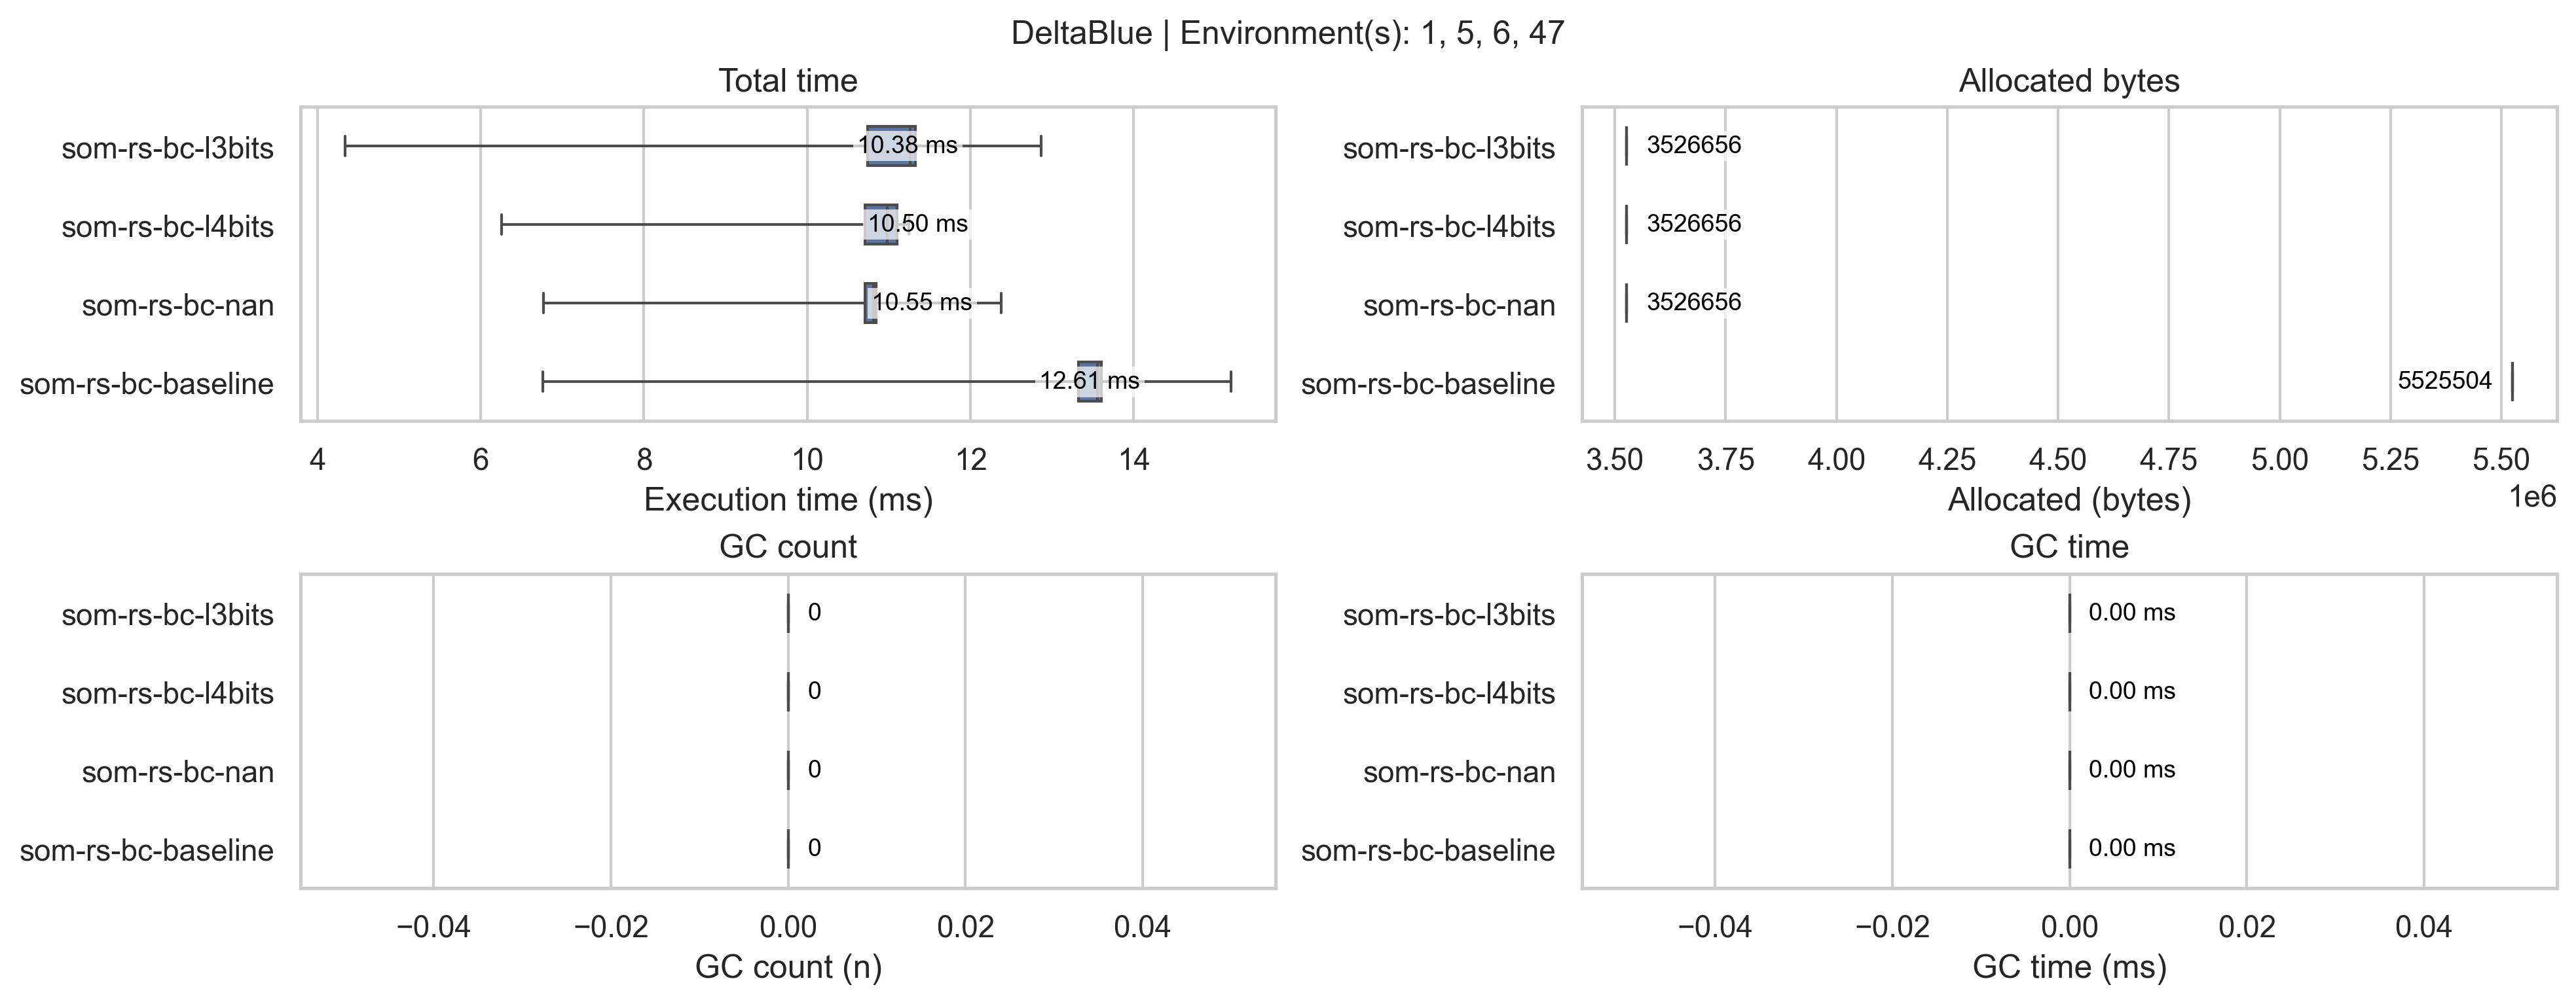 DeltaBlue | Environment(s): 1, 5, 6, 47
Total time
som-rs-bc-l3bits
10.38 ms
som-rs-bc-l4bits
10.50 ms
som-rs-bc-nan
10.55 ms
som-rs-bc-baseline
12.61 ms
4 6 8 10 12 14
Execution time (ms)
Allocated bytes
som-rs-bc-l3bits
3526656
som-rs-bc-l4bits
3526656
som-rs-bc-nan
3526656
som-rs-bc-baseline
5525504
3.50 3.75 4.00 4.25 4.50 4.75 5.00 5.25 5.50
1e6
Allocated (bytes)
GC count
som-rs-bc-l3bits
0
som-rs-bc-l4bits
0
som-rs-bc-nan
0
som-rs-bc-baseline
0
−0.04 −0.02 0.00 0.02 0.04
GC count (n)
GC time
som-rs-bc-l3bits
0.00 ms
som-rs-bc-l4bits
0.00 ms
som-rs-bc-nan
0.00 ms
som-rs-bc-baseline
0.00 ms
−0.04 −0.02 0.00 0.02 0.04
GC time (ms)